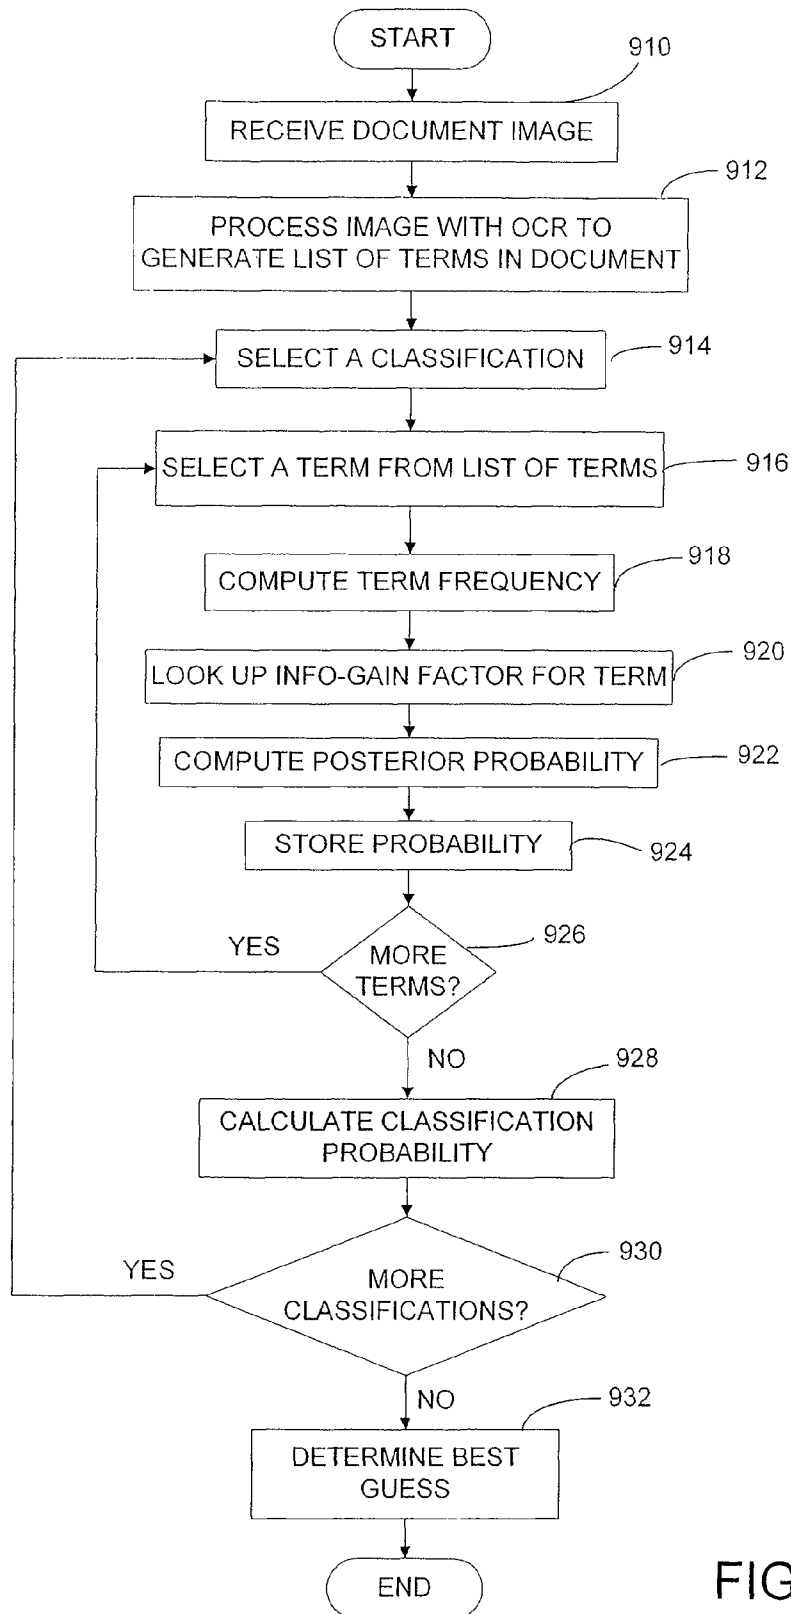 START
910
RECEIVE DOCUMENT IMAGE
912
PROCESS IMAGE WITH OCR TO
GENERATE LIST OF TERMS IN DOCUMENT
SELECT A CLASSIFICATION
914
SELECT A TERM FROM LIST OF TERMS
916
COMPUTE TERM FREQUENCY
918
LOOK UP INFO-GAIN FACTOR FOR TERM
920
COMPUTE POSTERIOR PROBABILITY
922
STORE PROBABILITY
924
YES
MORE
TERMS?
926
NO
928
CALCULATE CLASSIFICATION
PROBABILITY
YES
MORE
CLASSIFICATIONS?
930
NO
932
DETERMINE BEST
GUESS
END
FIG